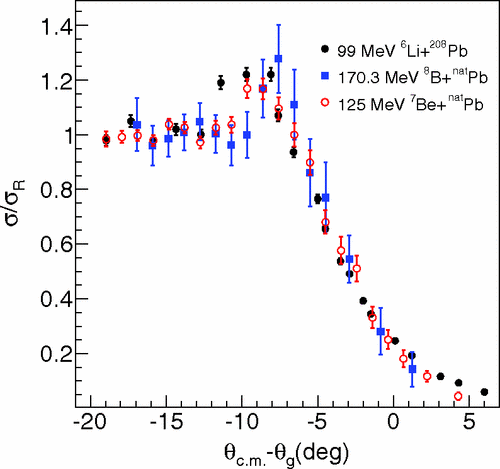 1.4
1.2
1
0.8
0.6
0.4
0.2
σ/σR
99 MeV ⁶Li+²⁰⁸Pb
170.3 MeV ⁸B+ⁿᵃᵗPb
125 MeV ⁷Be+ⁿᵃᵗPb
-20 -15 -10 -5 0 5
θc.m.-θg(deg)